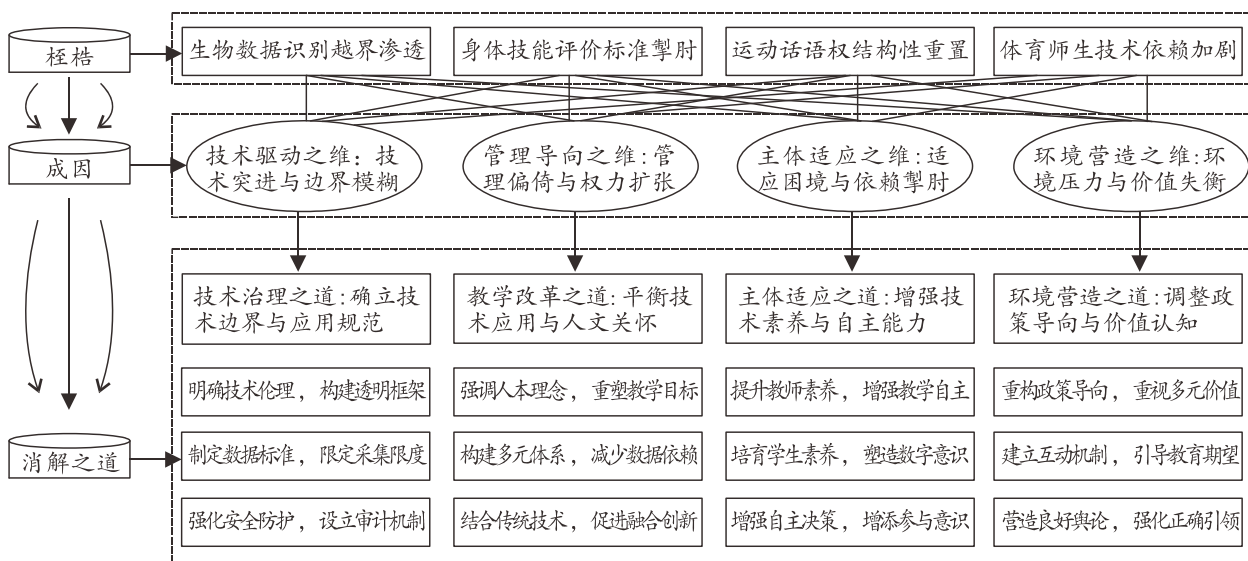 桎梏
生物数据识别越界渗透
身体技能评价标准掣肘
运动话语权结构性重置
体育师生技术依赖加剧
成因
技术驱动之维：技
术突进与边界模糊
管理导向之维：管
理偏倚与权力扩张
主体适应之维：适
应困境与依赖掣肘
环境营造之维：环
境压力与价值失衡
技术治理之道：确立技
术边界与应用规范
教学改革之道：平衡技
术应用与人文关怀
主体适应之道：增强技
术素养与自主能力
环境营造之道：调整政
策导向与价值认知
明确技术伦理，构建透明框架
强调人本理念，重塑教学目标
提升教师素养，增强教学自主
重构政策导向，重视多元价值
消解之道
制定数据标准，限定采集限度
构建多元体系，减少数据依赖
培育学生素养，塑造数字意识
建立互动机制，引导教育期望
强化安全防护，设立审计机制
结合传统技术，促进融合创新
增强自主决策，增添参与意识
营造良好舆论，强化正确引领